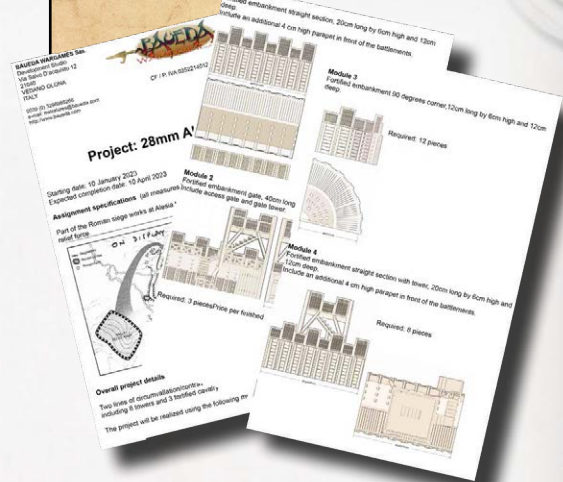 BAUEDA WARGAMES
Development Studio
Via Salvo D'acquisto 12
21040
VEDANO OLONA
ITALY
http://www.baueda.com
BAUEDA
CF / P. IVA
Project: 28mm
Starting date: 10 January 2023
Expected completion date: 10 April 2023
Assignment specifications (all
Part of the Roman siege works at Alesia
relief force
Overall project details
Two lines of
including 8 towers and 3 fortified
The project will be realized using the following
embankment straight section, 20cm long by 6cm high and 12cm
deep.
Include an additional 4 cm high parapet in front of the battlements.
Module 2
Fortified embankment gate, 40cm long
Include access gate and gate tower.
Required: 3 piecesPrice per finished
Module 3
Fortified embankment 90 degrees corner,12cm long by 6cm high and 12cm
deep.
Required: 12 pieces
Module 4
Fortified embankment straight section with tower, 20cm long by 6cm high and
12cm deep.
Include an additional 4 cm high parapet in front of the battlements.
Required: 8 pieces